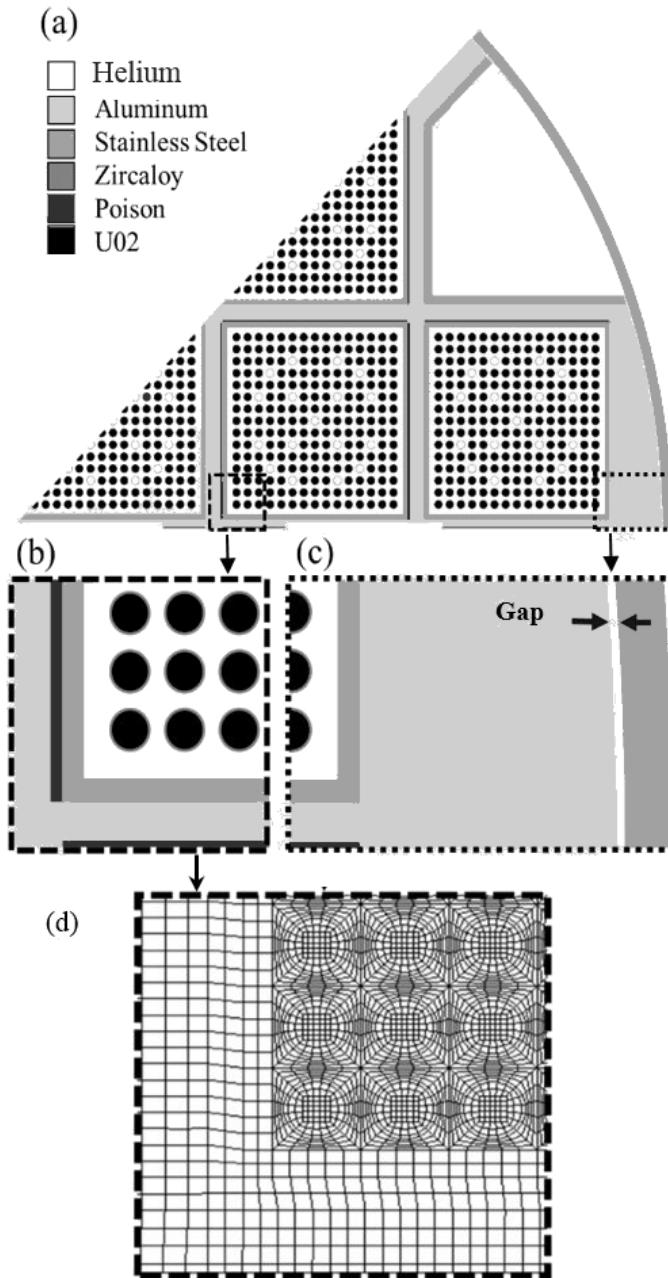 (a)
Helium
Aluminum
Stainless Steel
Zircaloy
Poison
U02
(b)
(c)
Gap
(d)